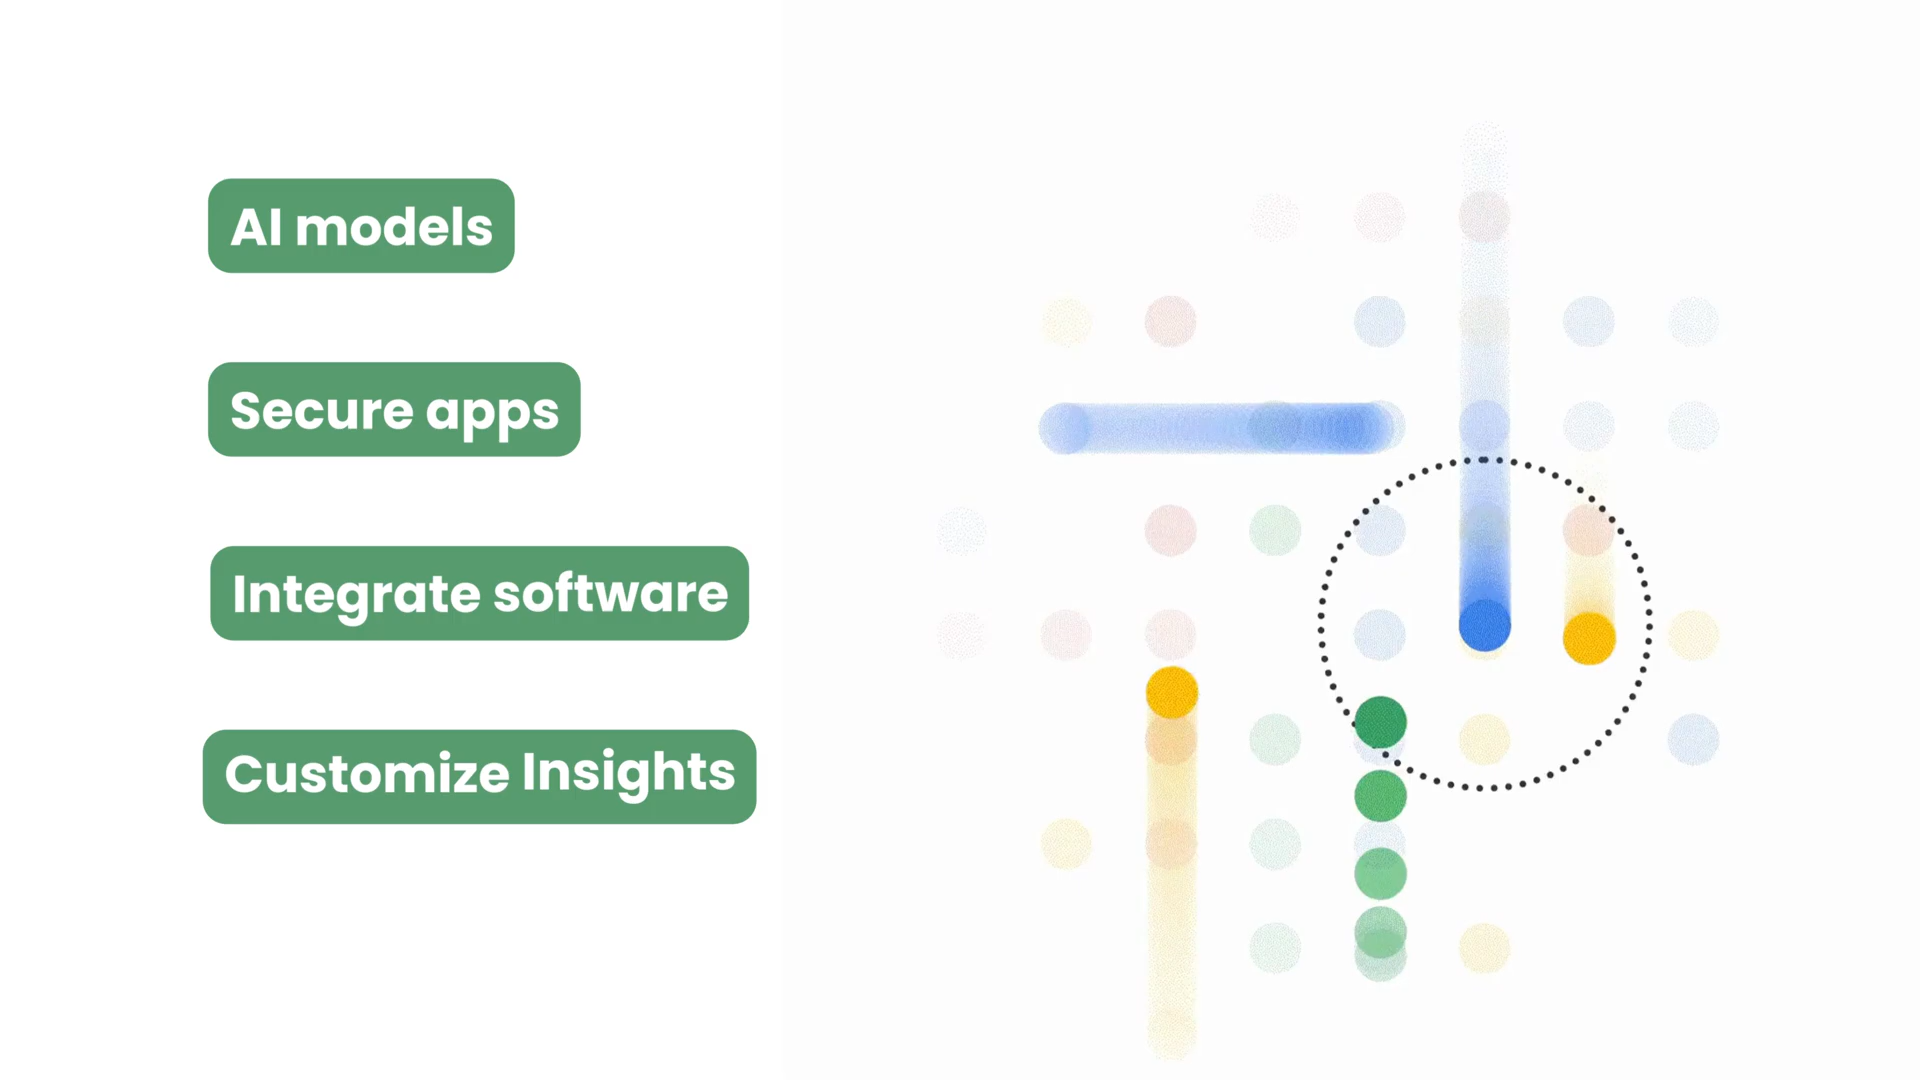 AI models
Secure apps
Integrate software
Customize Insights